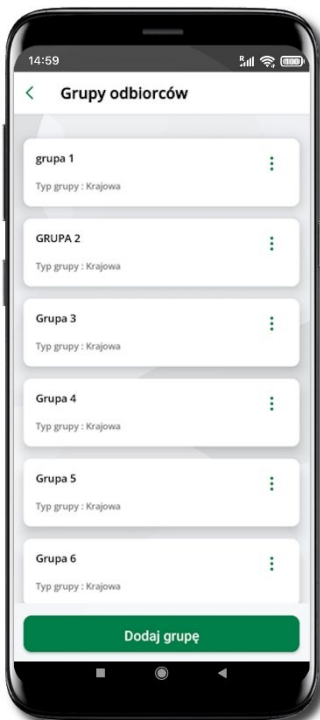 14:59
Grupy odbiorców
grupa 1
Typ grupy : Krajowa
GRUPA 2
Typ grupy : Krajowa
Grupa 3
Typ grupy : Krajowa
Grupa 4
Typ grupy : Krajowa
Grupa 5
Typ grupy : Krajowa
Grupa 6
Typ grupy : Krajowa
Dodaj grupę